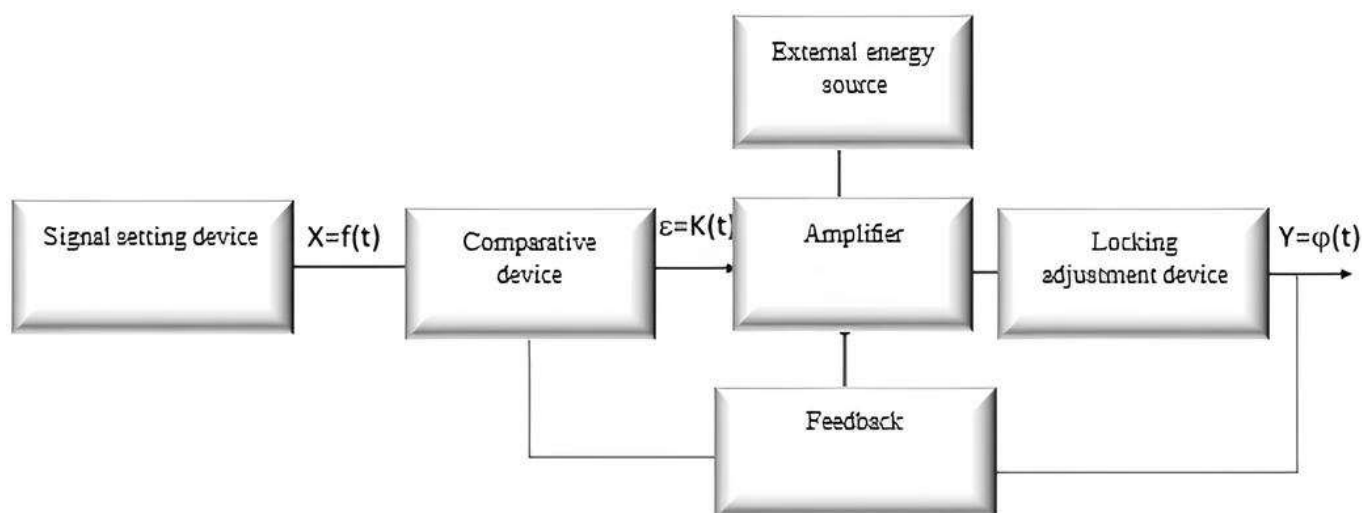 External energy
source
Signal setting device
X=f(t)
Comparative
device
ε=K(t)
Amplifier
Locking
adjustment device
Y=φ(t)
Feedback